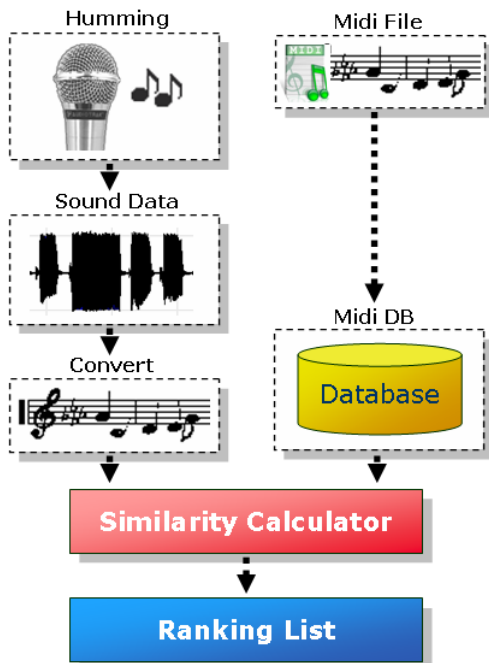 Humming
Midi File
MIDI
Sound Data
Midi DB
Convert
Database
Similarity Calculator
Ranking List